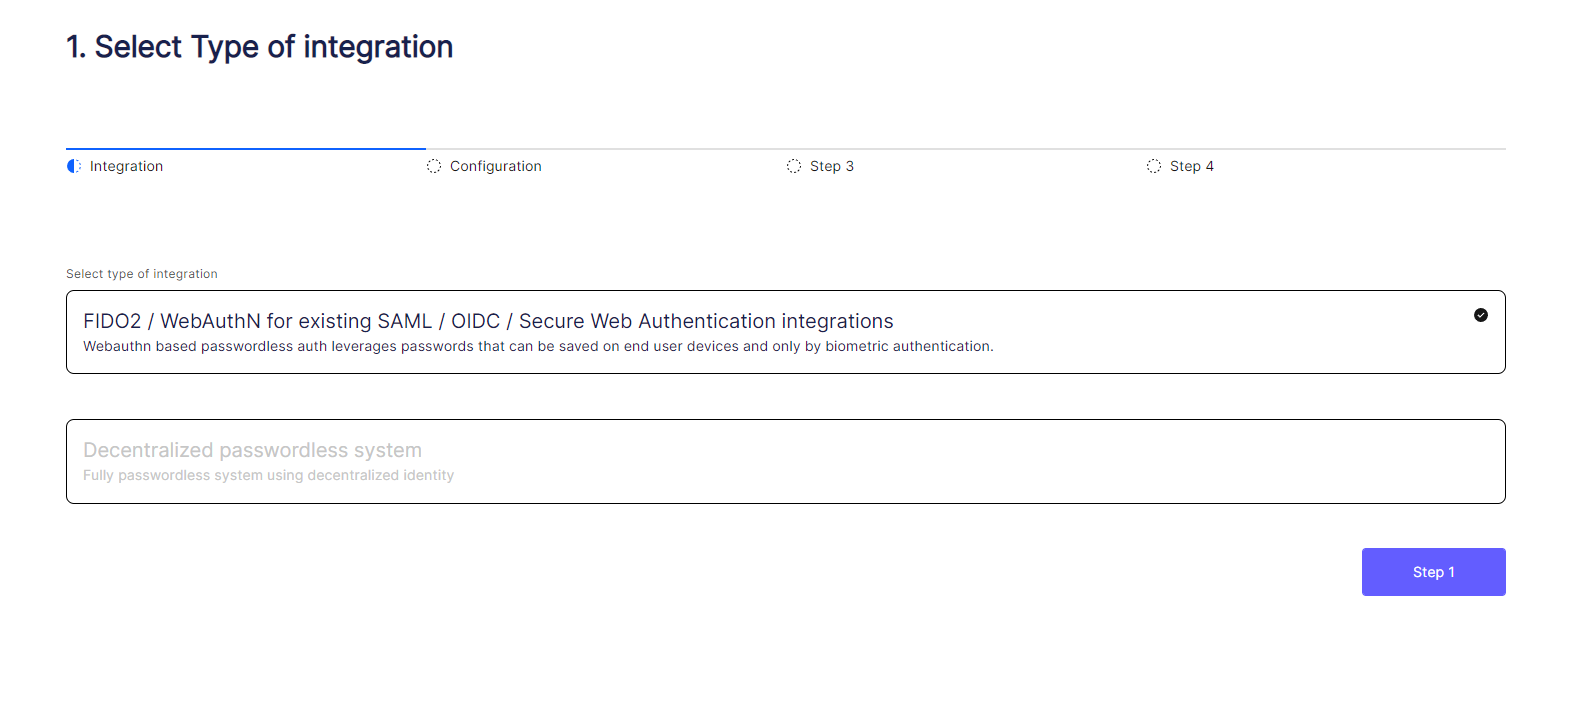 1. Select Type of integration
Integration
Configuration
Step 3
Step 4
Select type of integration
FIDO2 / WebAuthN for existing SAML / OIDC / Secure Web Authentication integrations
Webauthn based passwordless auth leverages passwords that can be saved on end user devices and only by biometric authentication.
Decentralized passwordless system
Fully passwordless system using decentralized identity
Step 1